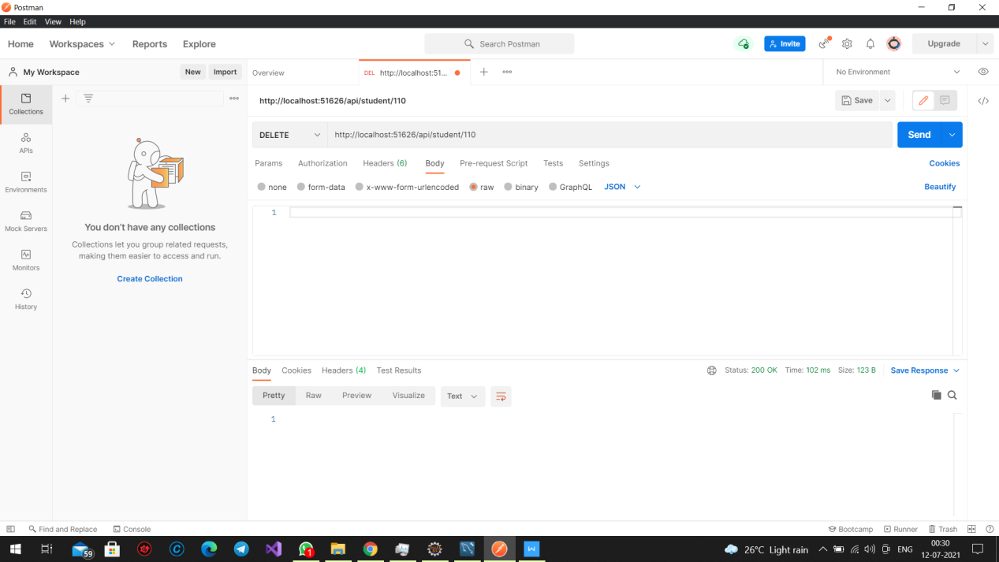 Postman
File Edit View Help
Home Workspaces Reports Explore Search Postman Invite Upgrade
My Workspace New Import Overview DEL http://localhost:51... No Environment
Collections
APIs
Environments
Mock Servers
Monitors
History
You don't have any collections
Collections let you group related requests,
making them easier to access and run.
Create Collection
http://localhost:51626/api/student/110 Save
DELETE http://localhost:51626/api/student/110 Send
Params Authorization Headers (6) Body Pre-request Script Tests Settings Cookies
none form-data x-www-form-urlencoded raw binary GraphQL JSON Beautify
1
Body Cookies Headers (4) Test Results Status: 200 OK Time: 102 ms Size: 123 B Save Response
Pretty Raw Preview Visualize Text
1
Find and Replace Console Bootcamp Runner Trash
59 1 26°C Light rain ENG 00:30
12-07-2021